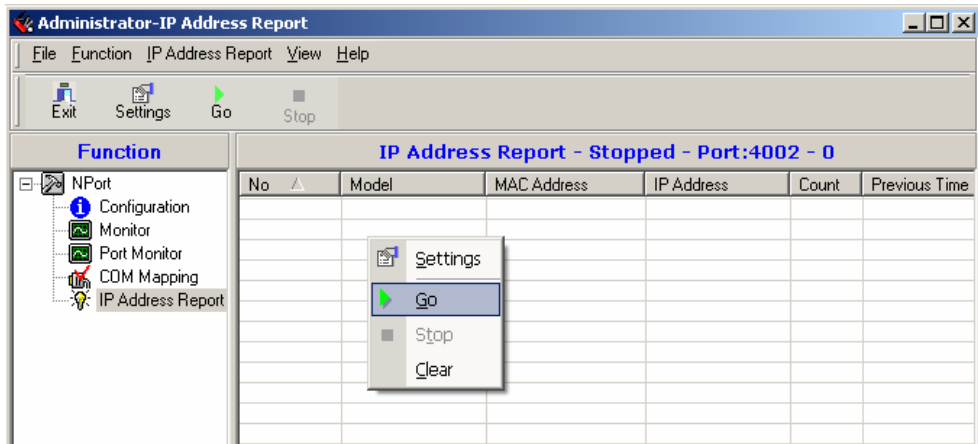 Administrator-IP Address Report
File Function IP Address Report View Help
Exit Settings Go Stop
Function
IP Address Report - Stopped - Port:4002 - 0
NPort
Configuration
Monitor
Port Monitor
COM Mapping
IP Address Report
No Model MAC Address IP Address Count Previous Time
Settings
Go
Stop
Clear